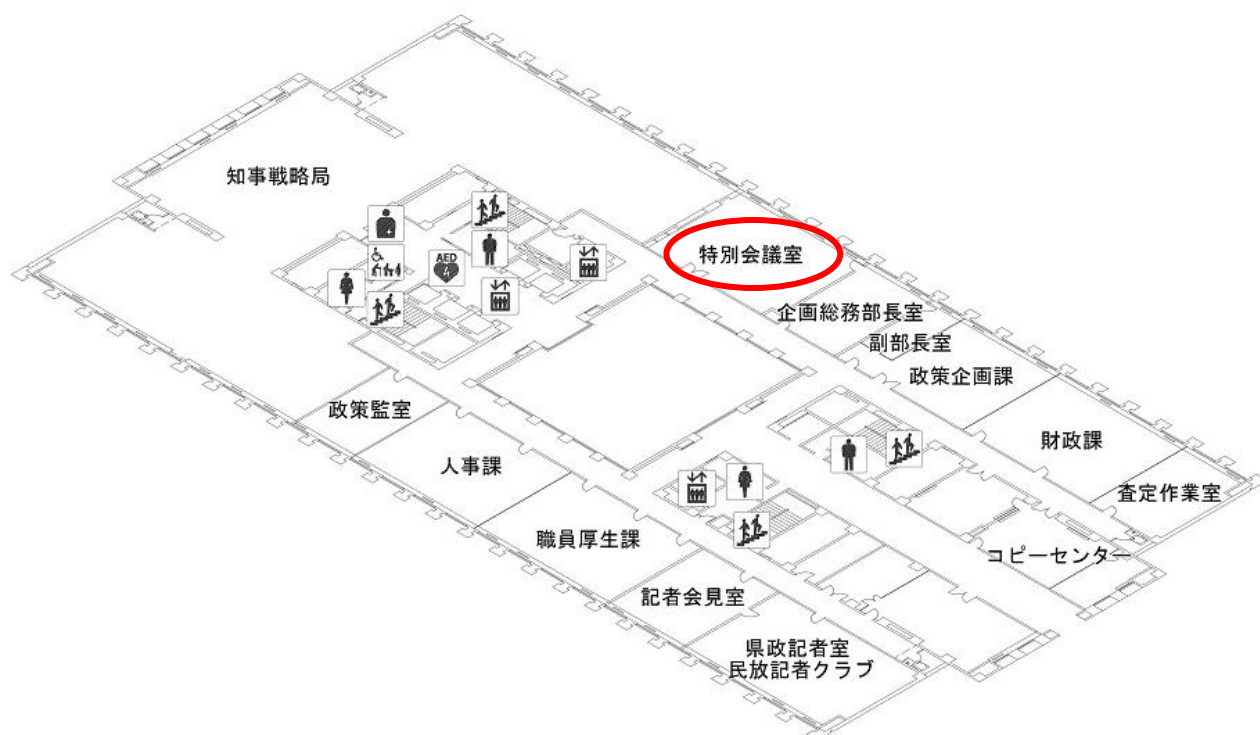 知事戦略局
AED
特別会議室
企画総務部長室
副部長室
政策企画課
政策監室
人事課
財政課
査定作業室
職員厚生課
コピーセンター
記者会見室
県政記者室
民放記者クラブ